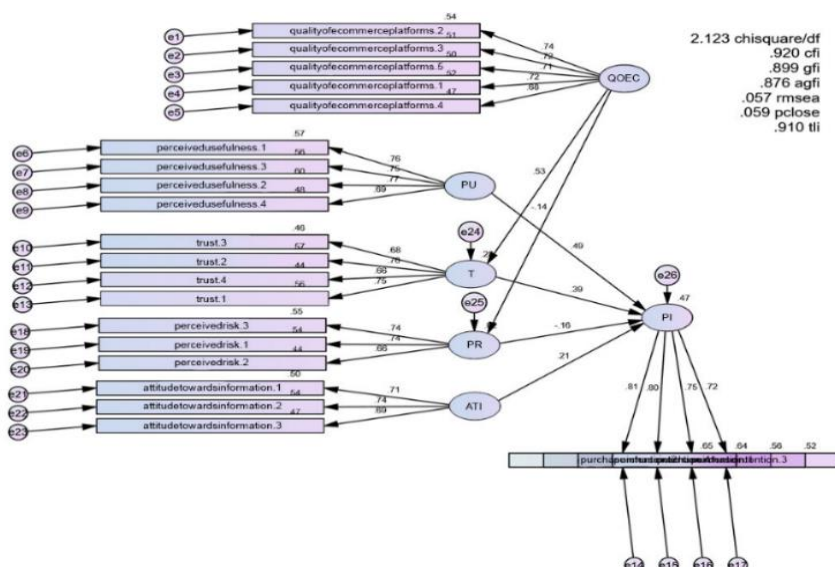 2.123 chisquare/df
.920 cfi
.899 gfi
.876 agfi
.057 rmsea
.059 pclose
.910 tli
.54
e1 qualityofecommerceplatforms.2 .74
.51
e2 qualityofecommerceplatforms.3 .72
.50
e3 qualityofecommerceplatforms.5 .71
.52
e4 qualityofecommerceplatforms.1 .72
.47
e5 qualityofecommerceplatforms.4 .68
QOEC
.57
e6 perceivedusefulness.1 .76
.56
e7 perceivedusefulness.3 .75
.60
e8 perceivedusefulness.2 .77
.48
e9 perceivedusefulness.4 .69
PU
.53
-.14
.49
.46
e10 trust.3 .68
.57
e11 trust.2 .76
.44
e12 trust.4 .66
.56
e13 trust.1 .75
e24
T
.39
e26
.47
PI
.55
e18 perceivedrisk.3 .74
.54
e19 perceivedrisk.1 .74
.44
e20 perceivedrisk.2 .66
e25
PR
-.16
.50
e21 attitudetowardsinformation.1 .71
.54
e22 attitudetowardsinformation.2 .74
.47
e23 attitudetowardsinformation.3 .69
ATI
.21
.81 .80 .75 .72
.65 .64 .56 .52
e14 e15 e16 e17